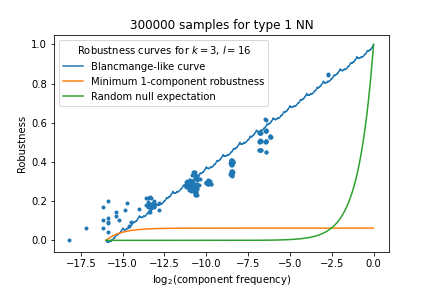 300000 samples for type 1 NN
Robustness curves for k = 3, l = 16
Blancmange-like curve
Minimum 1-component robustness
Random null expectation
Robustness
1.0
0.8
0.6
0.4
0.2
0.0
−17.5 −15.0 −12.5 −10.0 −7.5 −5.0 −2.5 0.0
log₂(component frequency)